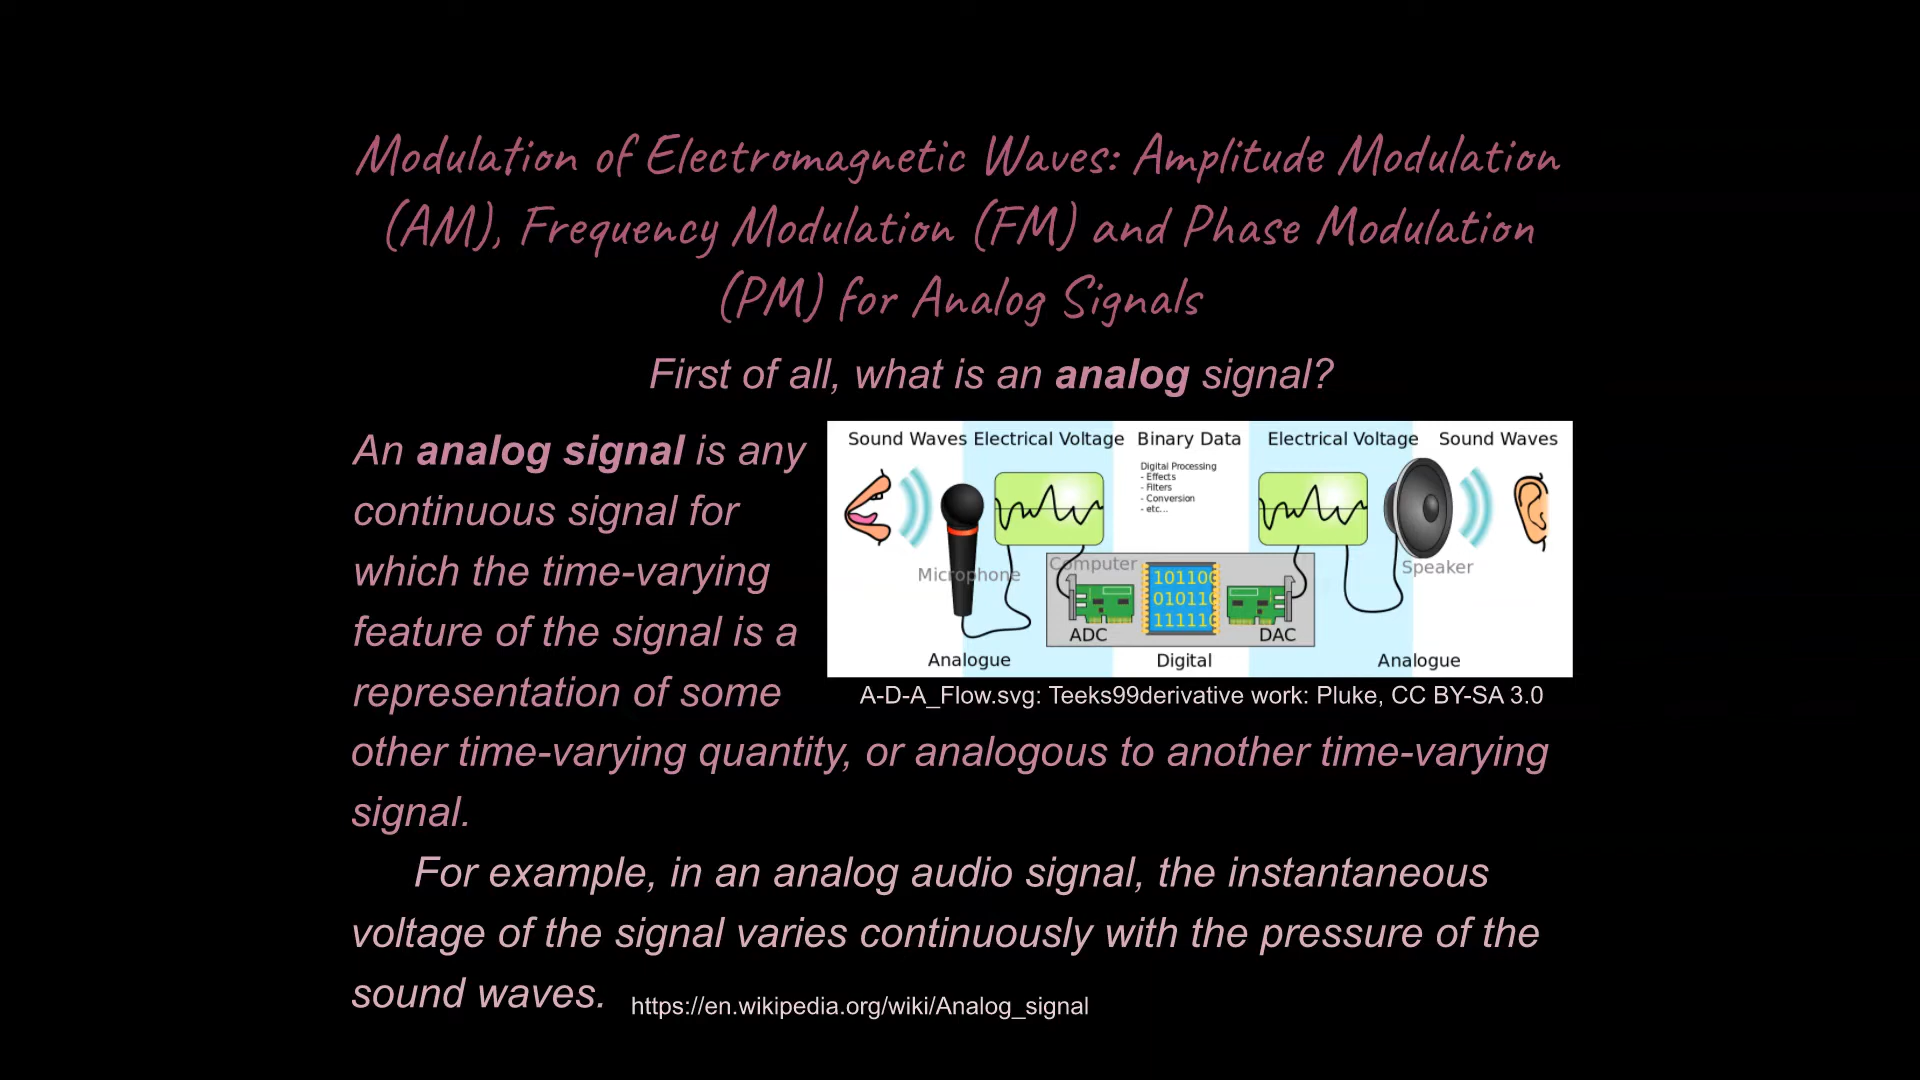 Modulation of Electromagnetic Waves: Amplitude Modulation
(AM), Frequency Modulation (FM) and Phase Modulation
(PM) for Analog Signals
First of all, what is an analog signal?
An analog signal is any
continuous signal for
which the time-varying
feature of the signal is a
representation of some
other time-varying quantity, or analogous to another time-varying
signal.
Sound Waves Electrical Voltage Binary Data Electrical Voltage Sound Waves
Digital Processing
- Effects
- Filters
- Conversion
- etc...
Microphone
Computer
Speaker
101100
010110
111110
ADC
DAC
Analogue
Digital
Analogue
A-D-A_Flow.svg: Teeks99derivative work: Pluke, CC BY-SA 3.0
For example, in an analog audio signal, the instantaneous
voltage of the signal varies continuously with the pressure of the
sound waves.
https://en.wikipedia.org/wiki/Analog_signal